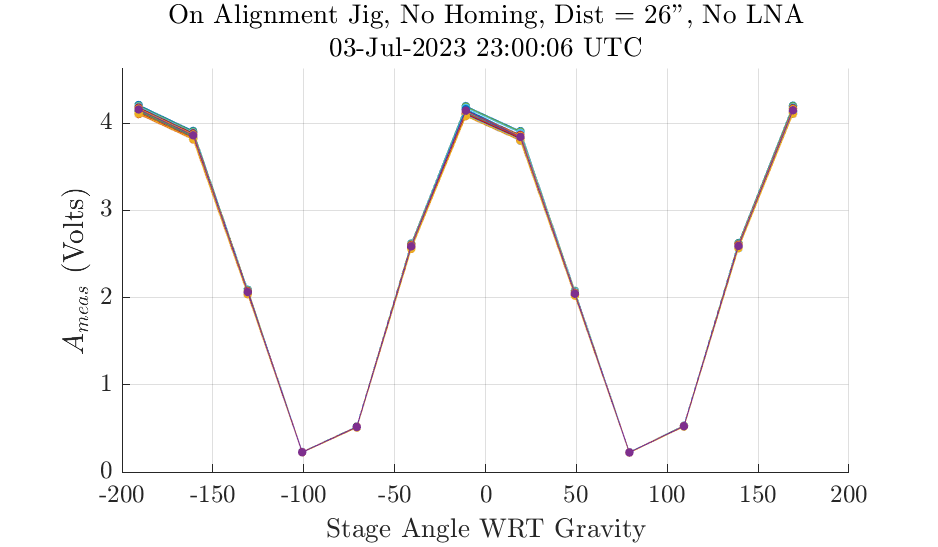 On Alignment Jig, No Homing, Dist = 26”, No LNA
03-Jul-2023 23:00:06 UTC
4
3
2
1
0
A_meas (Volts)
-200 -150 -100 -50 0 50 100 150 200
Stage Angle WRT Gravity